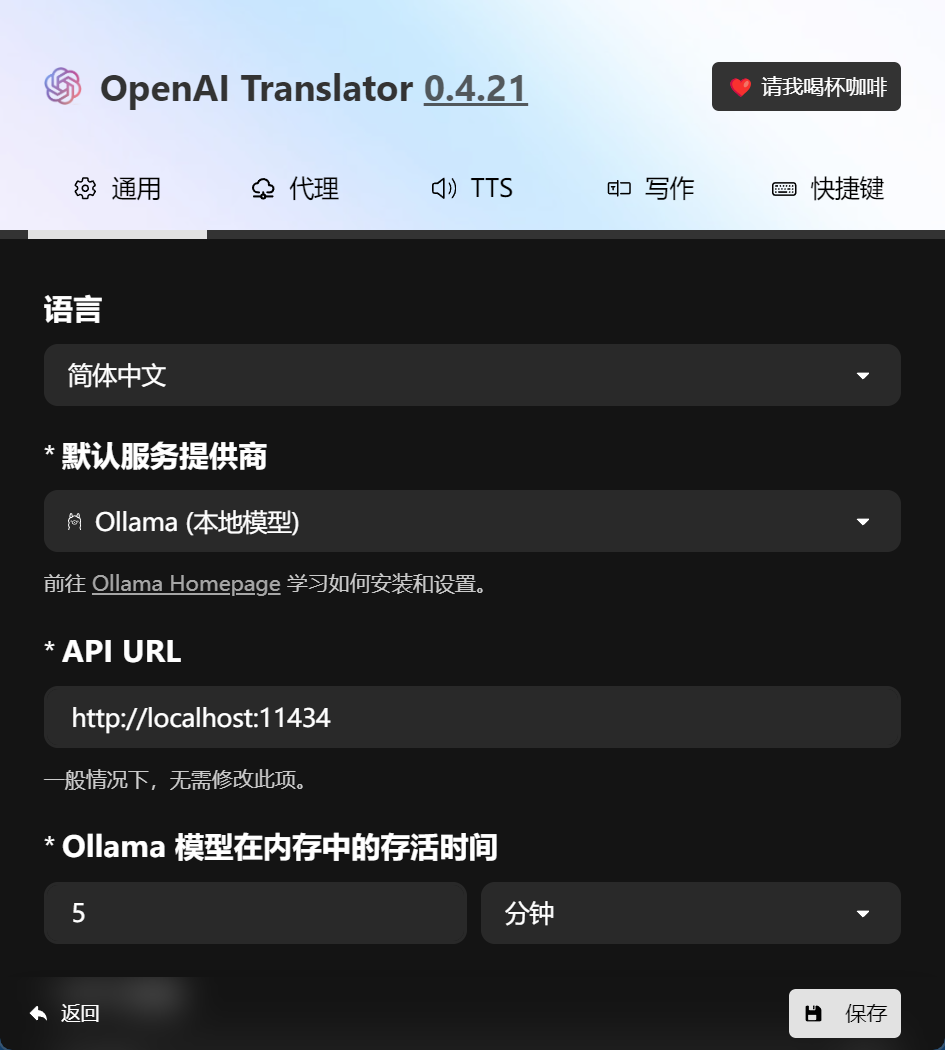 OpenAI Translator 0.4.21
请我喝杯咖啡
通用 代理 TTS 写作 快捷键
语言
简体中文
* 默认服务提供商
Ollama (本地模型)
前往 Ollama Homepage 学习如何安装和设置。
* API URL
http://localhost:11434
一般情况下，无需修改此项。
* Ollama 模型在内存中的存活时间
5 分钟
返回 保存